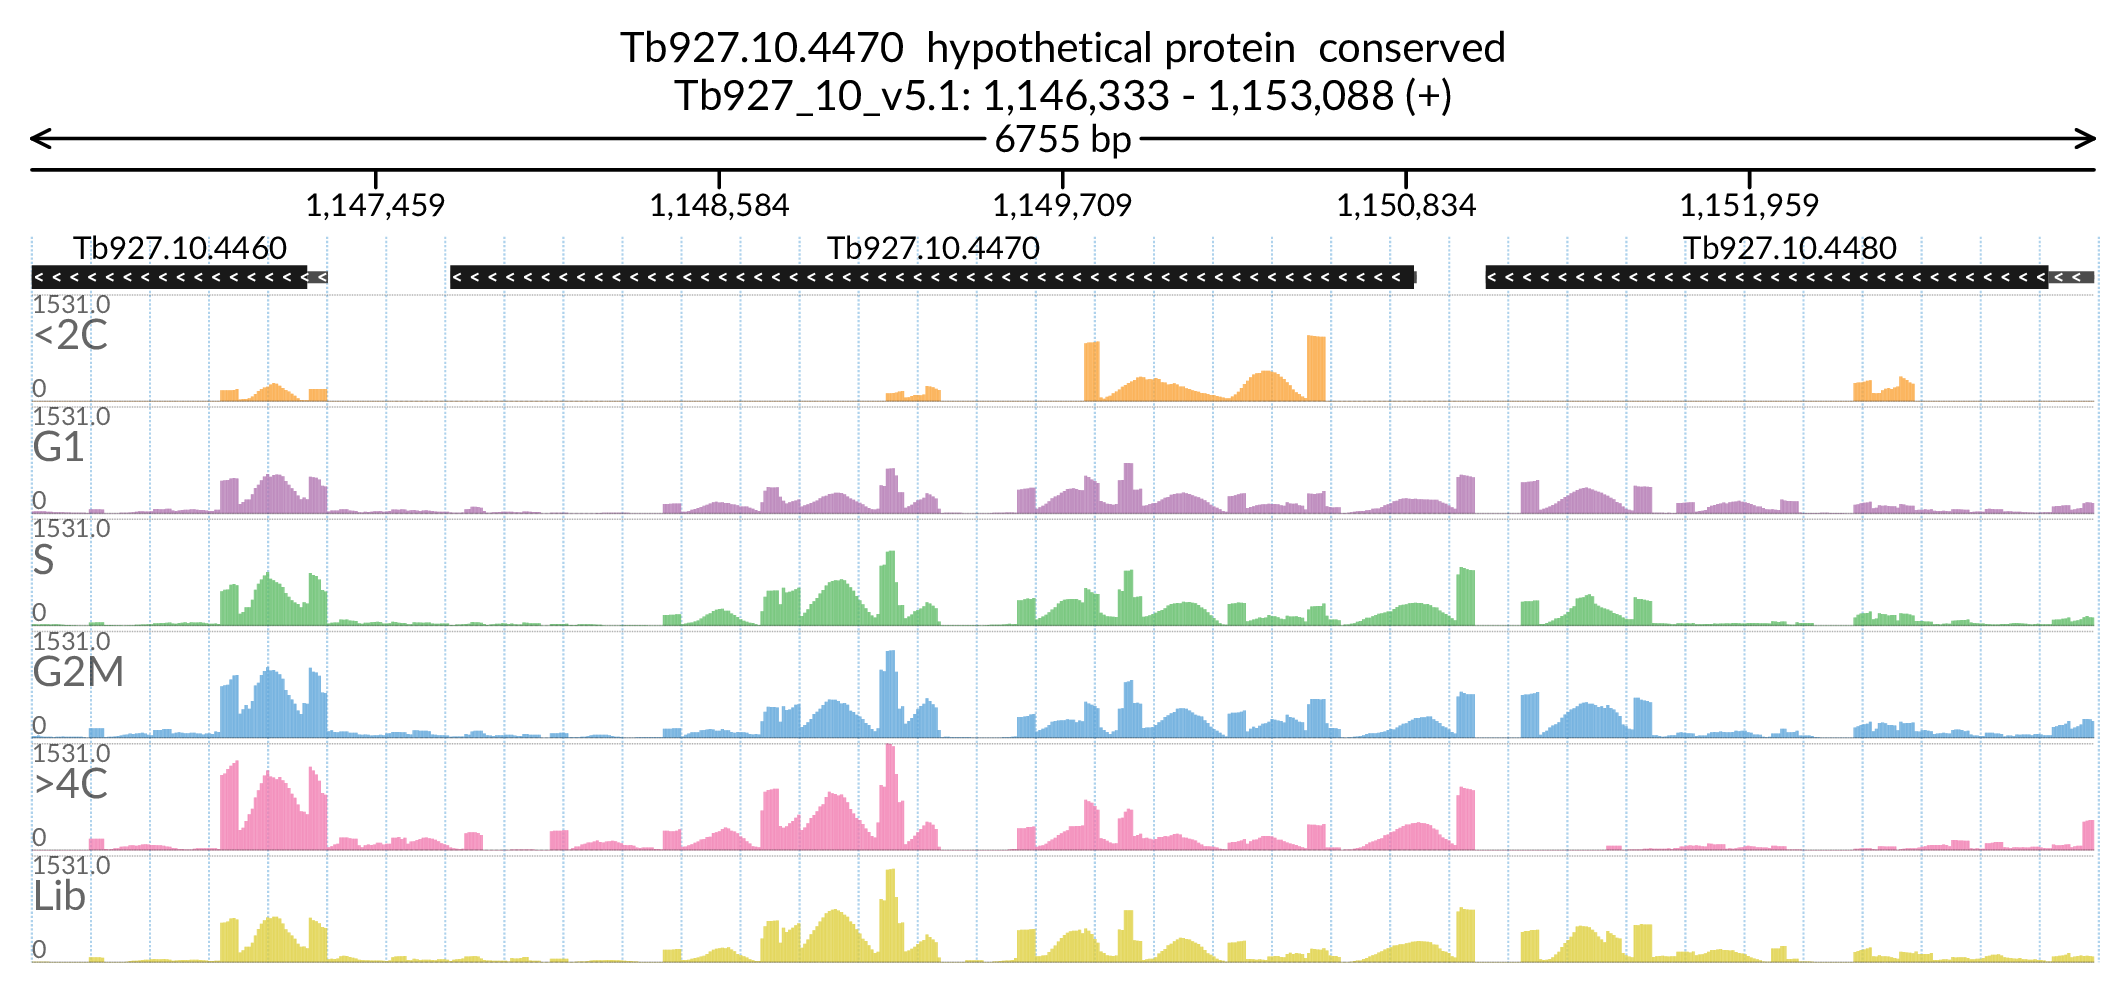 Tb927.10.4470 hypothetical protein conserved
Tb927_10_v5.1: 1,146,333 - 1,153,088 (+)
6755 bp
1,147,459 1,148,584 1,149,709 1,150,834 1,151,959
Tb927.10.4460 Tb927.10.4470 Tb927.10.4480
1531.0
<2C
0
1531.0
G1
0
1531.0
S
0
1531.0
G2M
0
1531.0
>4C
0
1531.0
Lib
0